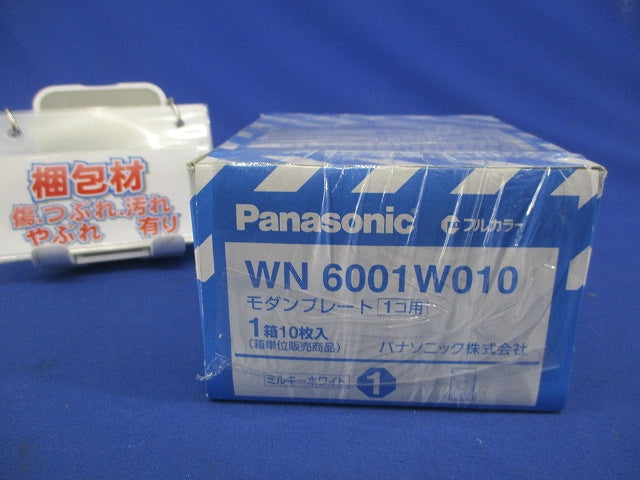 梱包材
傷.つぶれ.汚れ
やぶれ 有り
Panasonic
フルカラー
WN 6001W010
モダンプレート [1コ用]
1箱10枚入
(箱単位販売商品)
パナソニック株式会社
ミルキーホワイト 1